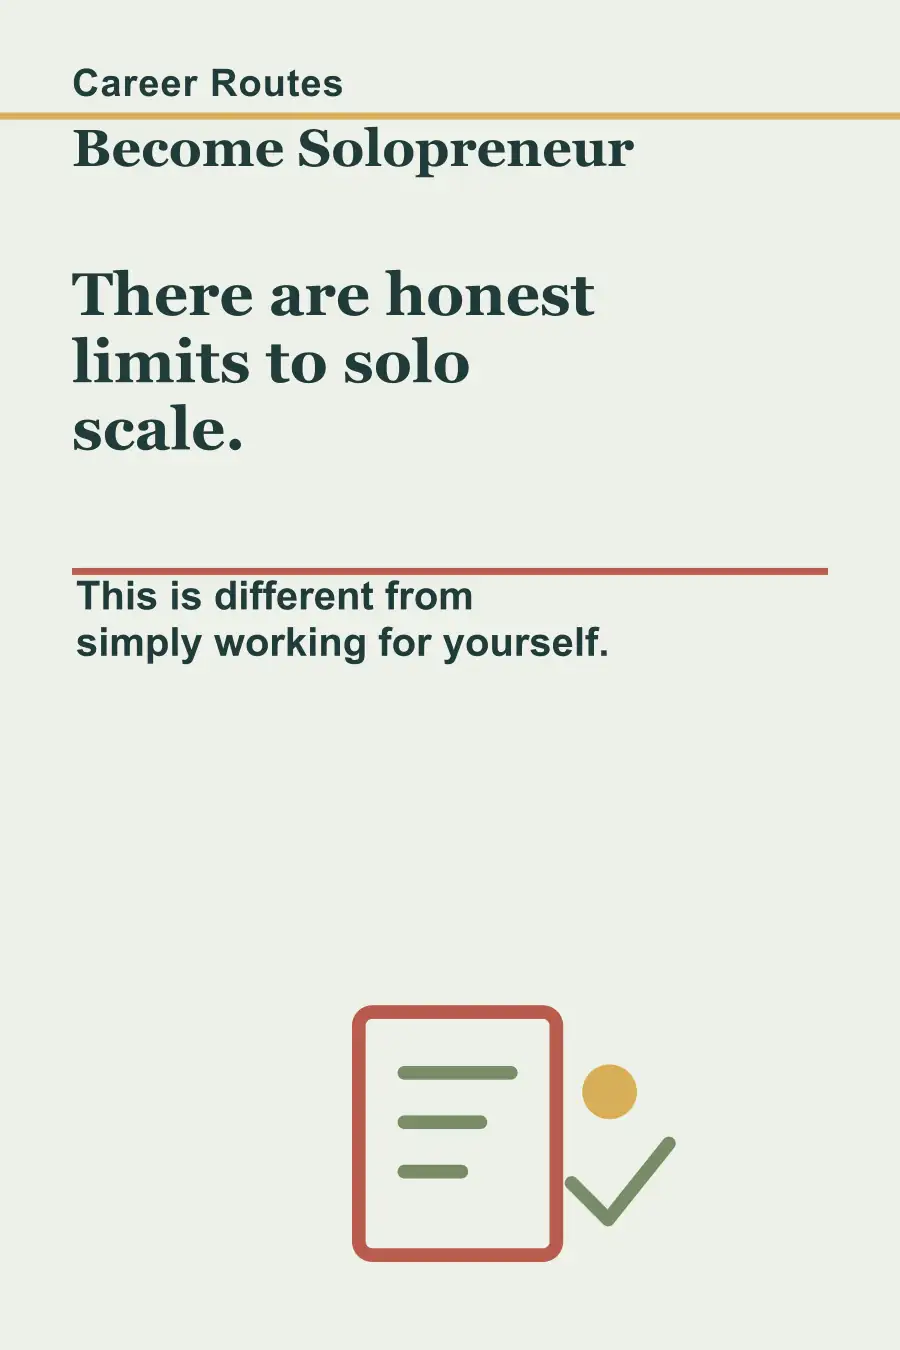 Career Routes
Become Solopreneur
There are honest
limits to solo
scale.
This is different from
simply working for yourself.